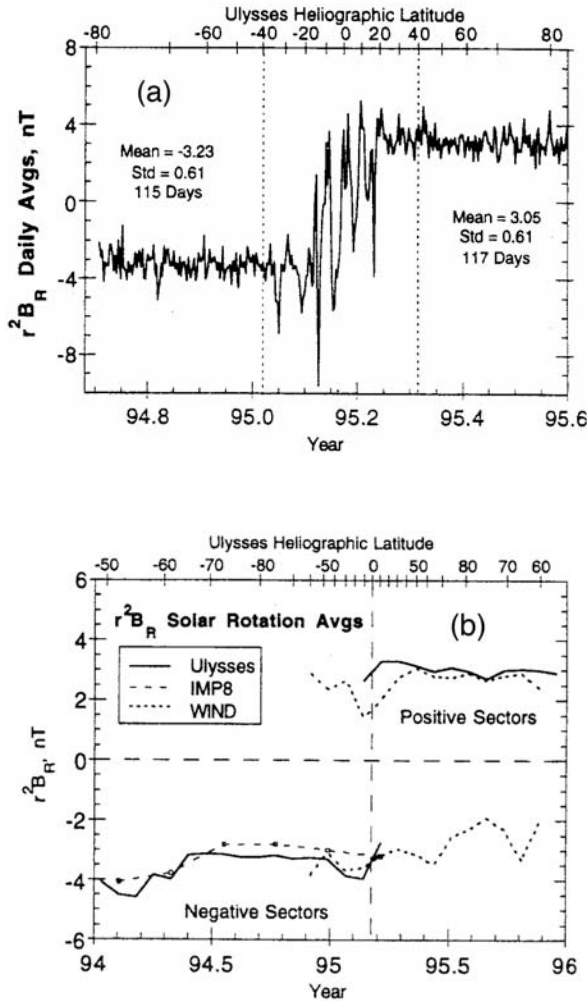 Ulysses Heliographic Latitude
-80 -60 -40 -20 -10 0 10 20 40 60 80
(a)
8
4
0
-4
-8
r²B_R Daily Avgs, nT
Mean = -3.23
Std = 0.61
115 Days
Mean = 3.05
Std = 0.61
117 Days
94.8 95.0 95.2 95.4 95.6
Year
Ulysses Heliographic Latitude
-50 -60 -70 -80 -50 -20 0 20 50 80 70 60
r²B_R Solar Rotation Avgs
(b)
Ulysses
IMP8
WIND
Positive Sectors
Negative Sectors
6
4
2
0
-2
-4
-6
r²B_R, nT
94 94.5 95 95.5 96
Year